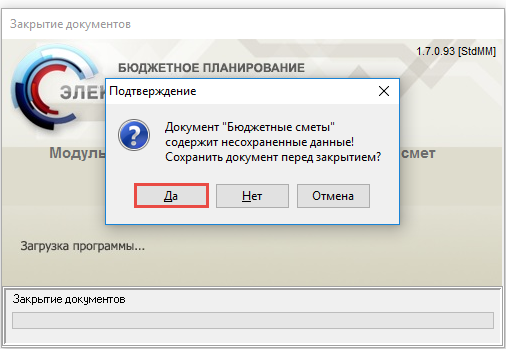 Закрытие документов
1.7.0.93 [StdMM]
БЮДЖЕТНОЕ ПЛАНИРОВАНИЕ
Подтверждение
Документ "Бюджетные сметы"
содержит несохраненные данные!
Сохранить документ перед закрытием?
смет
Да
Нет
Отмена
Загрузка программы...
Закрытие документов